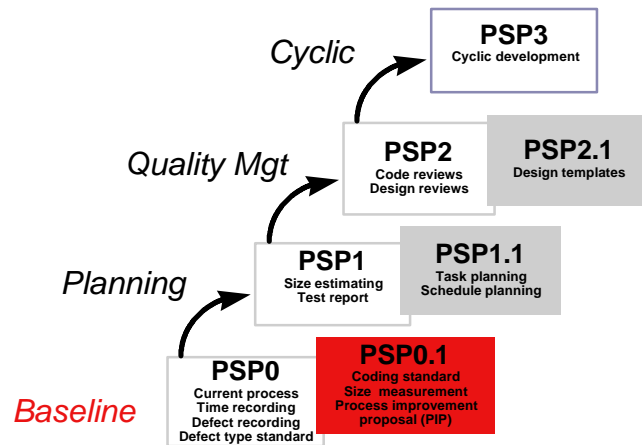 Cyclic
PSP3
Cyclic development
Quality Mgt
PSP2
Code reviews
Design reviews
PSP2.1
Design templates
Planning
PSP1
Size estimating
Test report
PSP1.1
Task planning
Schedule planning
Baseline
PSP0
Current process
Time recording
Defect recording
Defect type standard
PSP0.1
Coding standard
Size measurement
Process improvement
proposal (PIP)